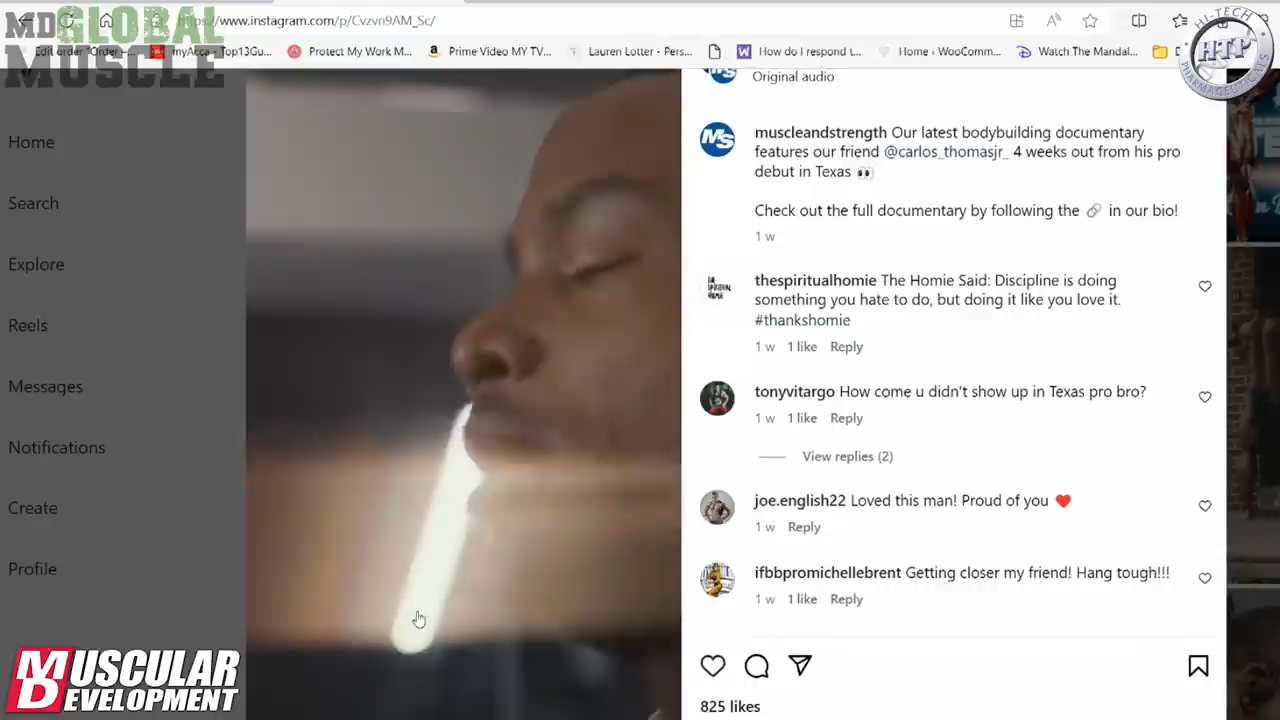 MD GLOBAL
MUSCLE
https://www.instagram.com/p/Cvzvn9AM_Sc/
HI-TECH
HTP
PHARMACEUTICALS
Edit order "Order –...
myAcca - Top13Gu...
Protect My Work M...
Prime Video MY TV...
Lauren Lotter - Pers...
How do I respond t...
Home ‹ WooComm...
Watch The Mandal...
Original audio
Home
Search
Explore
Reels
Messages
Notifications
Create
Profile
muscleandstrength Our latest bodybuilding documentary
features our friend @carlos_thomasjr_ 4 weeks out from his pro
debut in Texas 👀
Check out the full documentary by following the 🔗 in our bio!
1 w
thespiritualhomie The Homie Said: Discipline is doing
something you hate to do, but doing it like you love it.
#thankshomie
1 w 1 like Reply
tonyvitargo How come u didn't show up in Texas pro bro?
1 w 1 like Reply
View replies (2)
joe.english22 Loved this man! Proud of you ❤️
1 w Reply
ifbbpromichellebrent Getting closer my friend! Hang tough!!!
1 w 1 like Reply
825 likes
MD
MUSCULAR
DEVELOPMENT